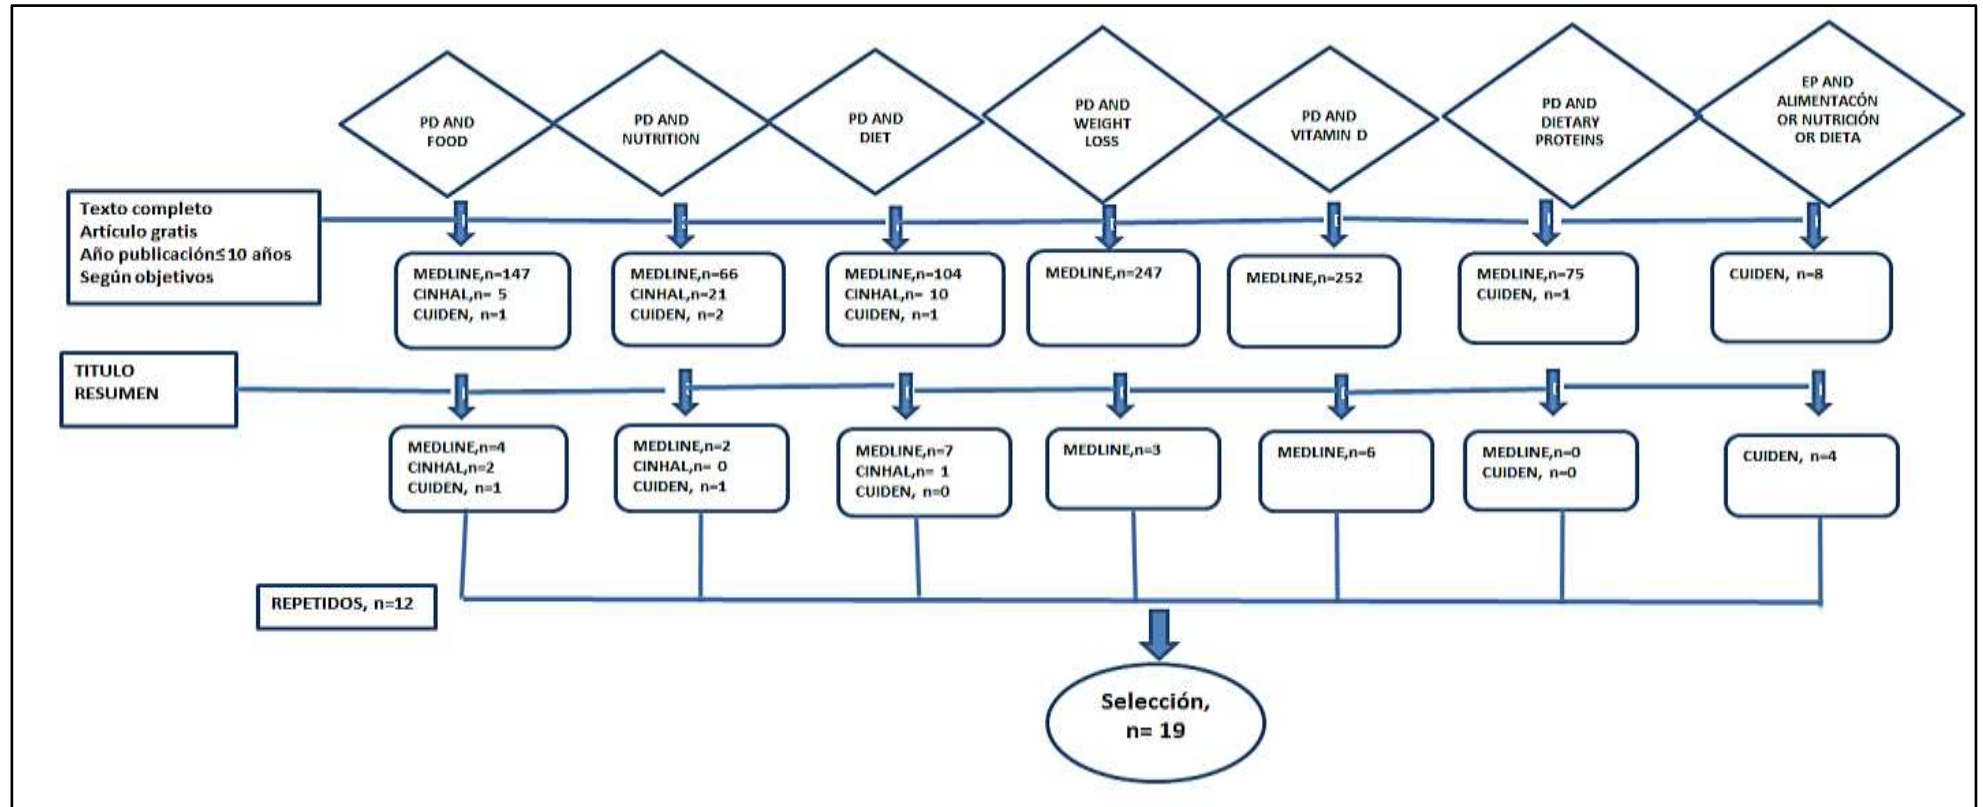 PD AND
FOOD
PD AND
NUTRITION
PD AND
DIET
PD AND
WEIGHT
LOSS
PD AND
VITAMIN D
PD AND
DIETARY
PROTEINS
EP AND
ALIMENTACÓN
OR NUTRICIÓN
OR DIETA
Texto completo
Artículo gratis
Año publicación≤10 años
Según objetivos
MEDLINE,n=147
CINHAL,n= 5
CUIDEN, n=1
MEDLINE,n=66
CINHAL,n=21
CUIDEN, n=2
MEDLINE,n=104
CINHAL,n= 10
CUIDEN, n=1
MEDLINE,n=247
MEDLINE,n=252
MEDLINE,n=75
CUIDEN, n=1
CUIDEN, n=8
TITULO
RESUMEN
MEDLINE,n=4
CINHAL,n=2
CUIDEN, n=1
MEDLINE,n=2
CINHAL,n= 0
CUIDEN, n=1
MEDLINE,n=7
CINHAL,n= 1
CUIDEN, n=0
MEDLINE,n=3
MEDLINE,n=6
MEDLINE,n=0
CUIDEN, n=0
CUIDEN, n=4
REPETIDOS, n=12
Selección,
n= 19